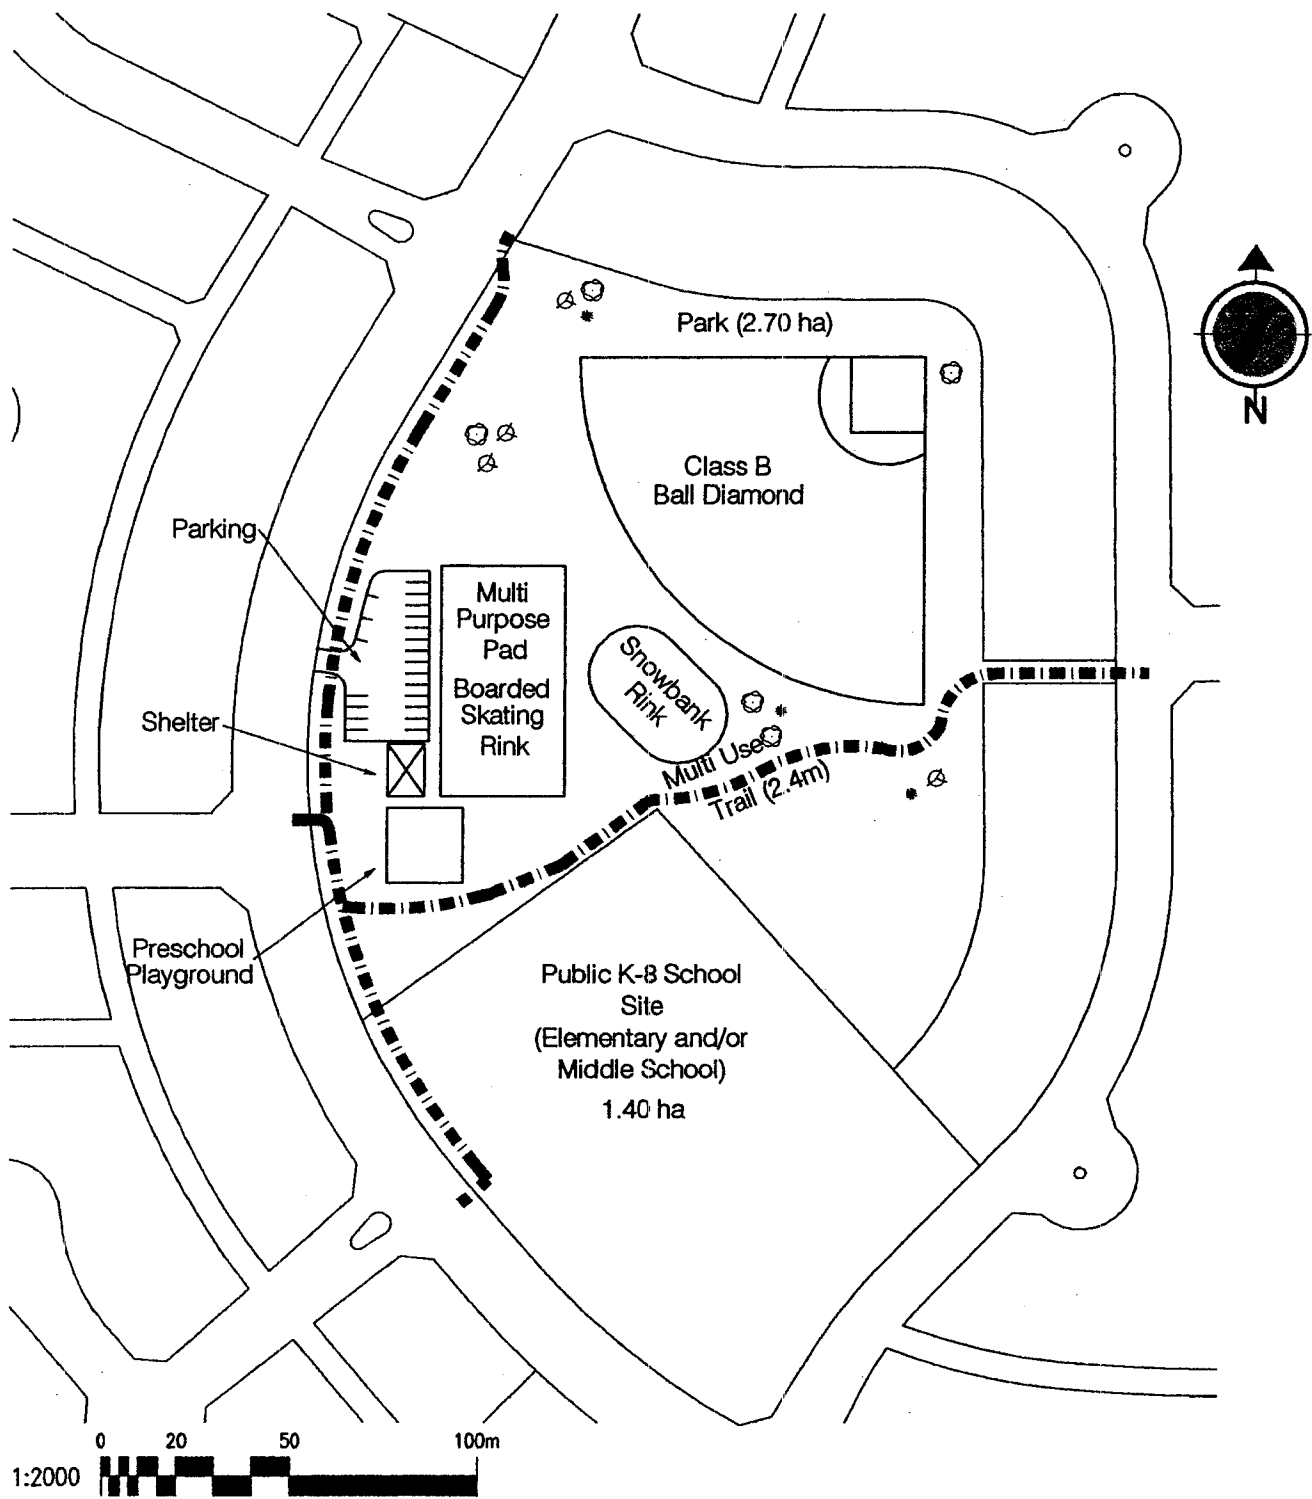 Park (2.70 ha)
N
Class B
Ball Diamond
Parking
Multi
Purpose
Pad
Boarded
Skating
Rink
Snowbank
Rink
Shelter
Multi Use
Trail (2.4m)
Preschool
Playground
Public K-8 School
Site
(Elementary and/or
Middle School)
1.40 ha
0 20 50 100m
1:2000